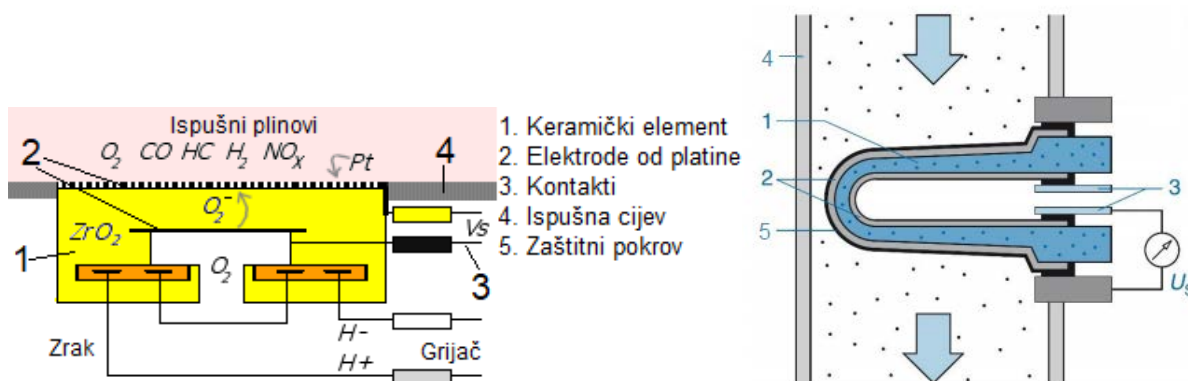 Ispušni plinovi
O₂ CO HC H₂ NOₓ
Pt
2
4
O₂⁻
ZrO₂
Vs
1
O₂
3
H-
Zrak
Grijač
H+
1. Keramički element
2. Elektrode od platine
3. Kontakti
4. Ispušna cijev
5. Zaštitni pokrov
4
1
2
3
5